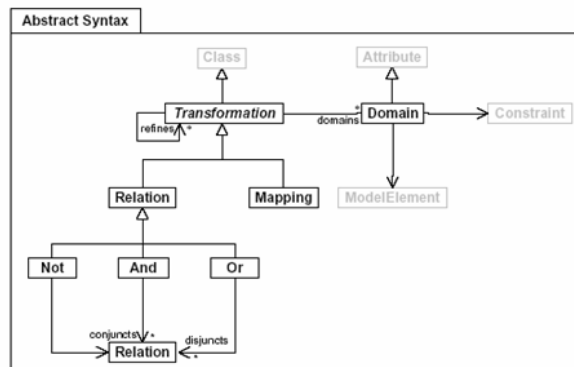 Abstract Syntax
Class
Attribute
Transformation
*
domains
Domain
Constraint
refines
*
Relation
Mapping
ModelElement
Not
And
Or
conjuncts
*
disjuncts
*
Relation